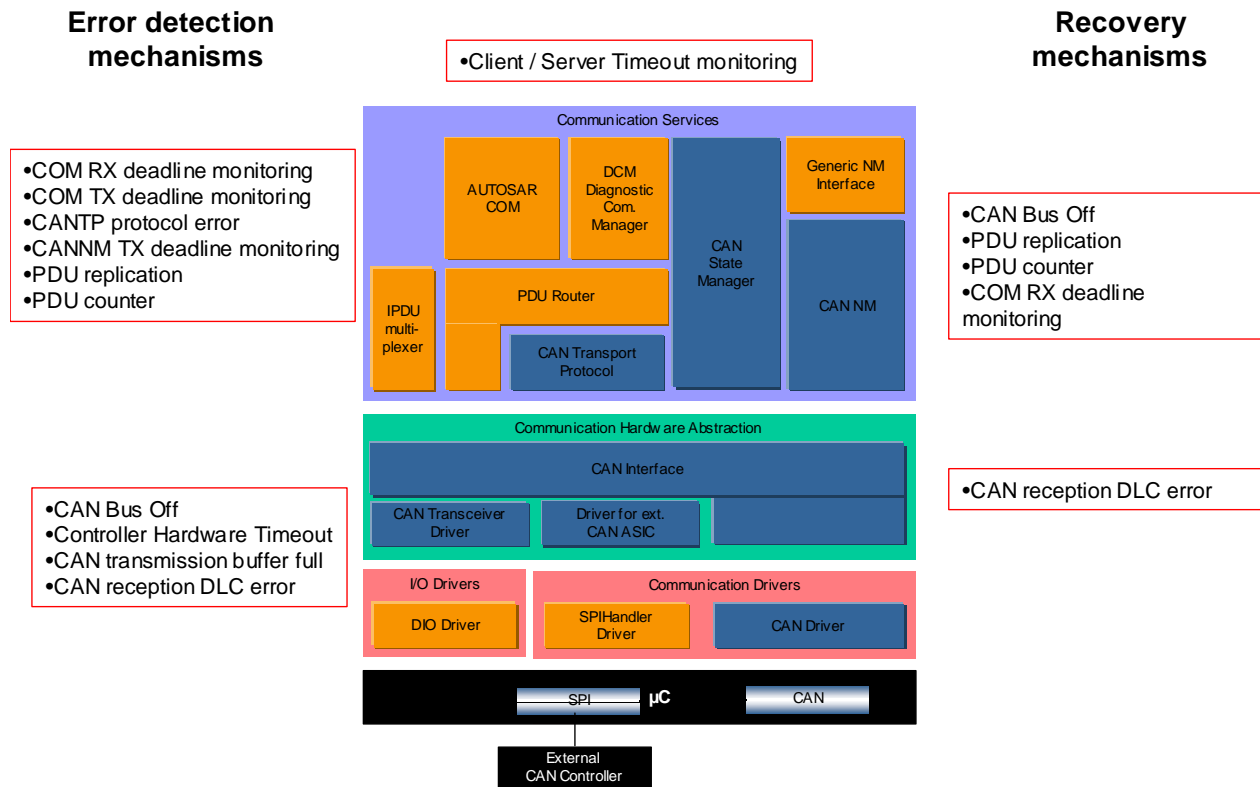 Error detection
mechanisms
Recovery
mechanisms
•Client / Server Timeout monitoring
•COM RX deadline monitoring
•COM TX deadline monitoring
•CANTP protocol error
•CANNM TX deadline monitoring
•PDU replication
•PDU counter
Communication Services
AUTOSAR
COM
DCM
Diagnostic
Com.
Manager
CAN
State
Manager
Generic NM
Interface
CAN NM
IPDU
multi-
plexer
PDU Router
CAN Transport
Protocol
•CAN Bus Off
•PDU replication
•PDU counter
•COM RX deadline
monitoring
•CAN Bus Off
•Controller Hardware Timeout
•CAN transmission buffer full
•CAN reception DLC error
Communication Hardware Abstraction
CAN Interface
CAN Transceiver
Driver
Driver for ext.
CAN ASIC
•CAN reception DLC error
I/O Drivers
DIO Driver
Communication Drivers
SPIHandler
Driver
CAN Driver
SPI
µC
CAN
External
CAN Controller